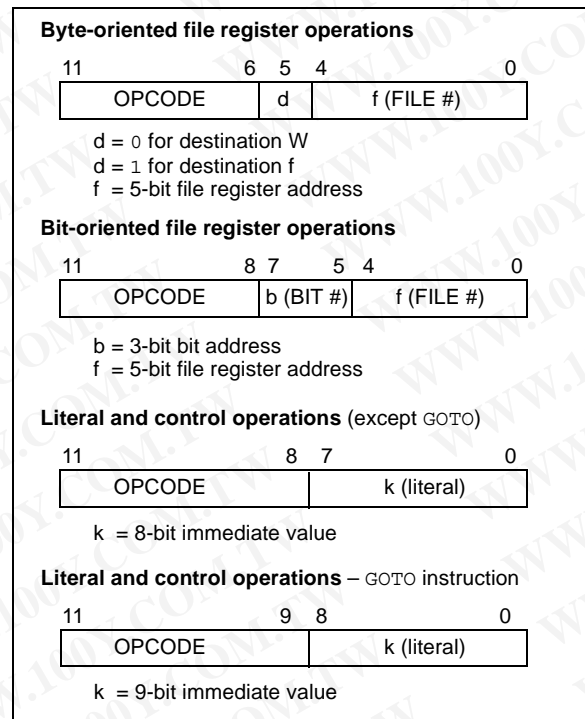 Byte-oriented file register operations
11 6 5 4 0
OPCODE d f (FILE #)
d = 0 for destination W
d = 1 for destination f
f = 5-bit file register address
Bit-oriented file register operations
11 8 7 5 4 0
OPCODE b (BIT #) f (FILE #)
b = 3-bit bit address
f = 5-bit file register address
Literal and control operations (except GOTO)
11 8 7 0
OPCODE k (literal)
k = 8-bit immediate value
Literal and control operations – GOTO instruction
11 9 8 0
OPCODE k (literal)
k = 9-bit immediate value